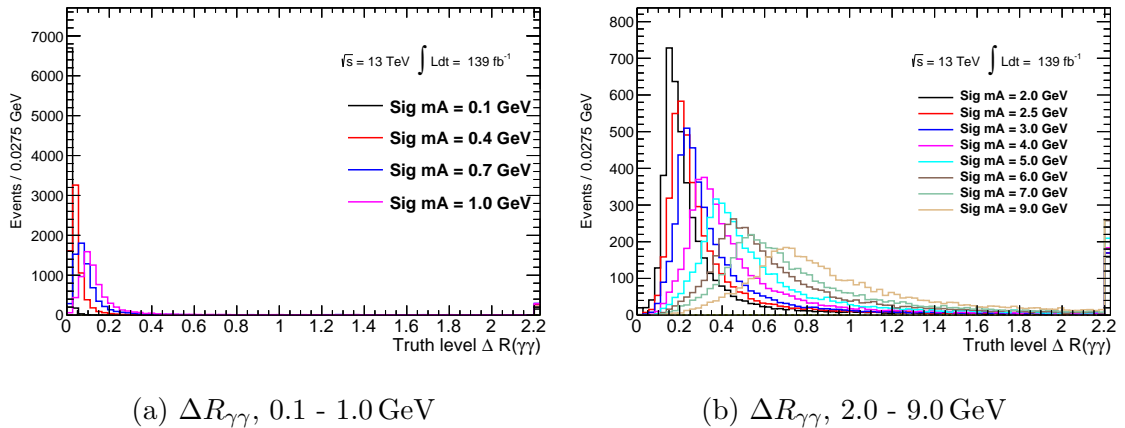 7000
6000
5000
4000
3000
2000
1000
0
Events / 0.0275 GeV
√s = 13 TeV ∫ Ldt = 139 fb⁻¹
Sig mA = 0.1 GeV
Sig mA = 0.4 GeV
Sig mA = 0.7 GeV
Sig mA = 1.0 GeV
0 0.2 0.4 0.6 0.8 1 1.2 1.4 1.6 1.8 2 2.2
Truth level Δ R(γγ)
(a) ΔRγγ, 0.1 - 1.0 GeV
800
700
600
500
400
300
200
100
0
Events / 0.0275 GeV
√s = 13 TeV ∫ Ldt = 139 fb⁻¹
Sig mA = 2.0 GeV
Sig mA = 2.5 GeV
Sig mA = 3.0 GeV
Sig mA = 4.0 GeV
Sig mA = 5.0 GeV
Sig mA = 6.0 GeV
Sig mA = 7.0 GeV
Sig mA = 9.0 GeV
0 0.2 0.4 0.6 0.8 1 1.2 1.4 1.6 1.8 2 2.2
Truth level Δ R(γγ)
(b) ΔRγγ, 2.0 - 9.0 GeV